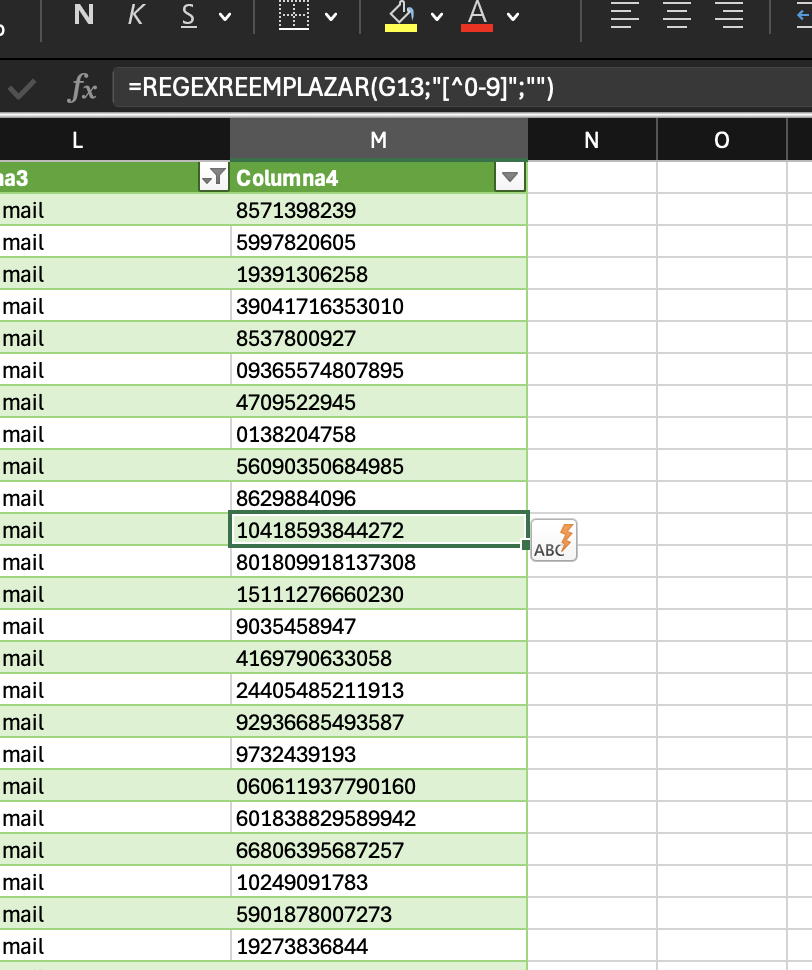 N K S A
fx =REGEXREEMPLAZAR(G13;"[^0-9]";"")
L M N O
na3 Columna4
mail 8571398239
mail 5997820605
mail 19391306258
mail 39041716353010
mail 8537800927
mail 09365574807895
mail 4709522945
mail 0138204758
mail 56090350684985
mail 8629884096
mail 10418593844272 ABC
mail 801809918137308
mail 15111276660230
mail 9035458947
mail 4169790633058
mail 24405485211913
mail 92936685493587
mail 9732439193
mail 060611937790160
mail 601838829589942
mail 66806395687257
mail 10249091783
mail 5901878007273
mail 19273836844